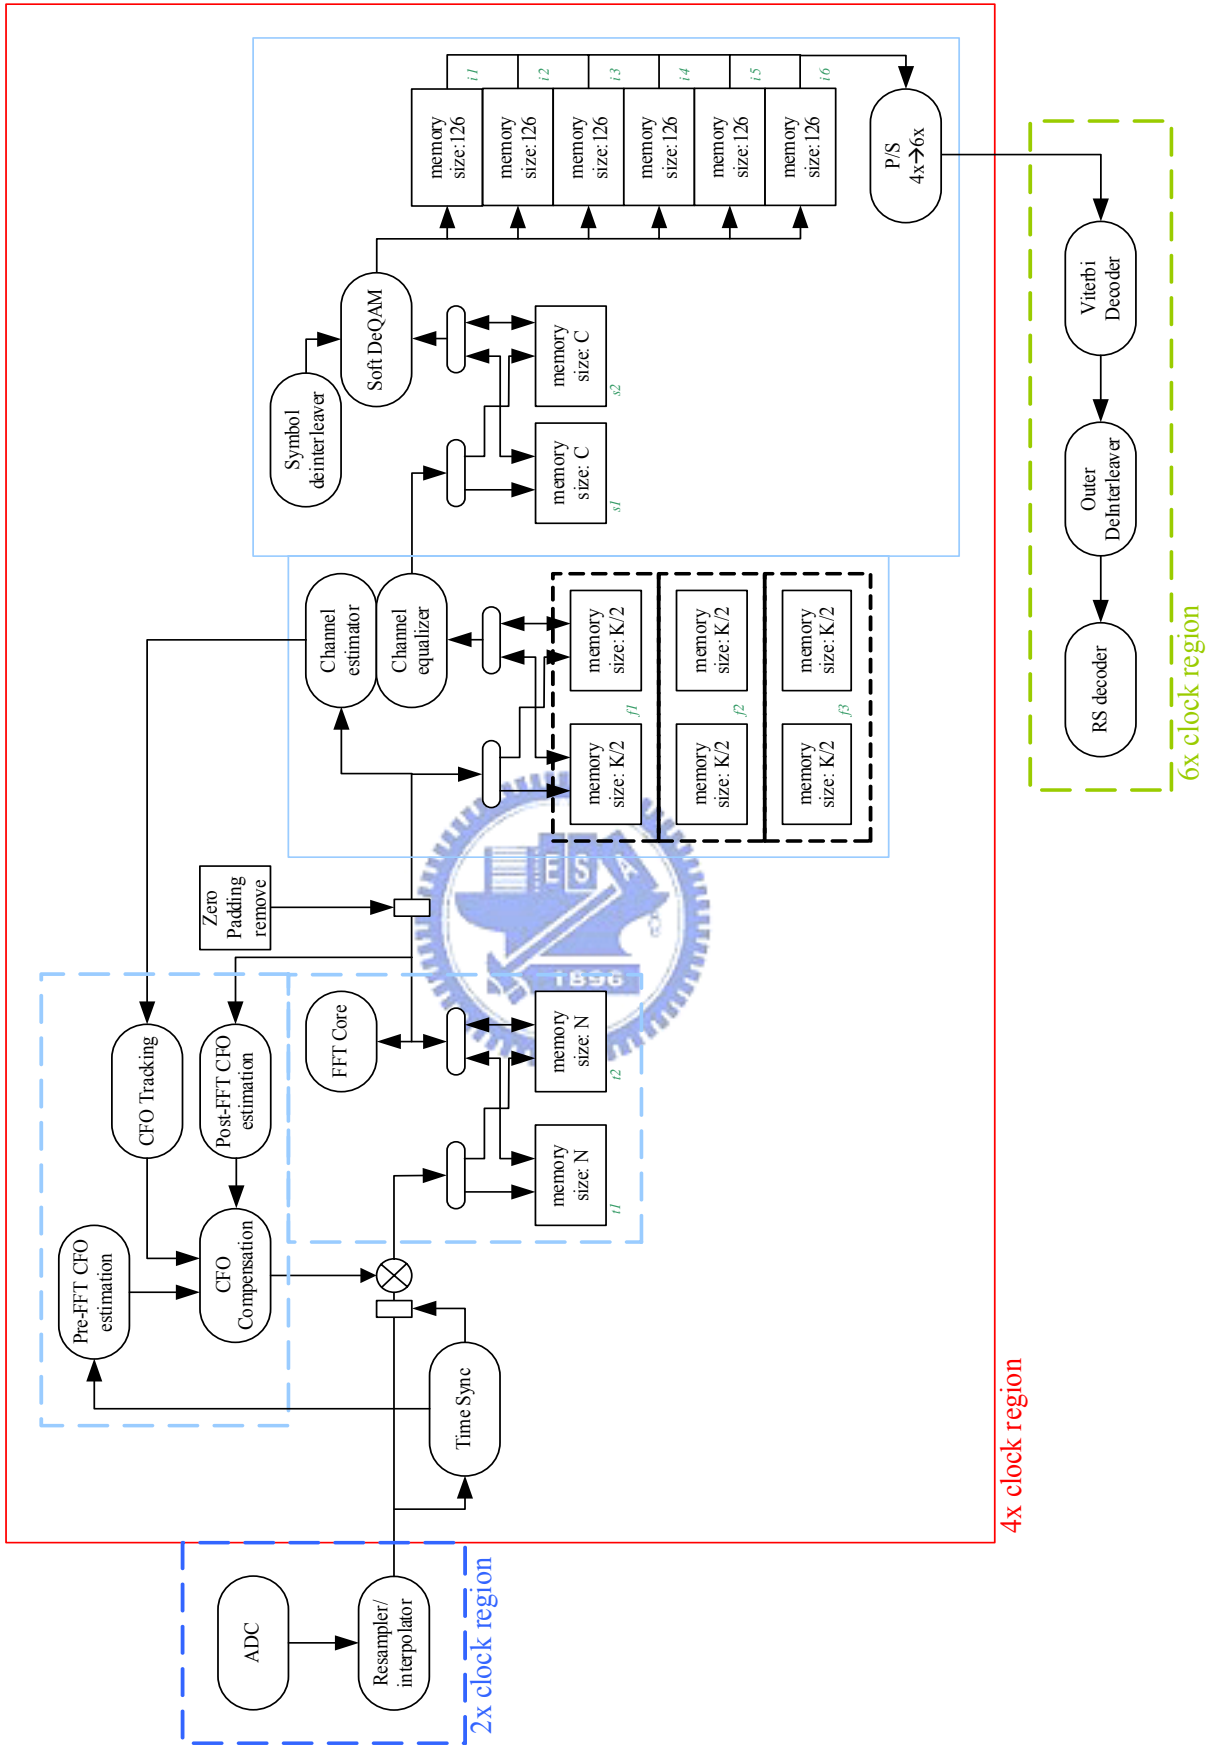 ADC
Resampler/
interpolator
2x clock region
Time Sync
Pre-FFT CFO
estimation
CFO
Compensation
CFO Tracking
Post-FFT CFO
estimation
FFT Core
memory
size: N
t1
memory
size: N
t2
Zero
Padding
remove
Channel
estimator
Channel
equalizer
memory
size: K/2
memory
size: K/2
f1
memory
size: K/2
memory
size: K/2
f2
memory
size: K/2
memory
size: K/2
f3
Symbol
deinterleaver
Soft DeQAM
memory
size: C
s1
memory
size: C
s2
memory
size:126
i1
memory
size:126
i2
memory
size:126
i3
memory
size:126
i4
memory
size:126
i5
memory
size:126
i6
P/S
4x→6x
4x clock region
Viterbi
Decoder
Outer
DeInterleaver
RS decoder
6x clock region
E S A
1896